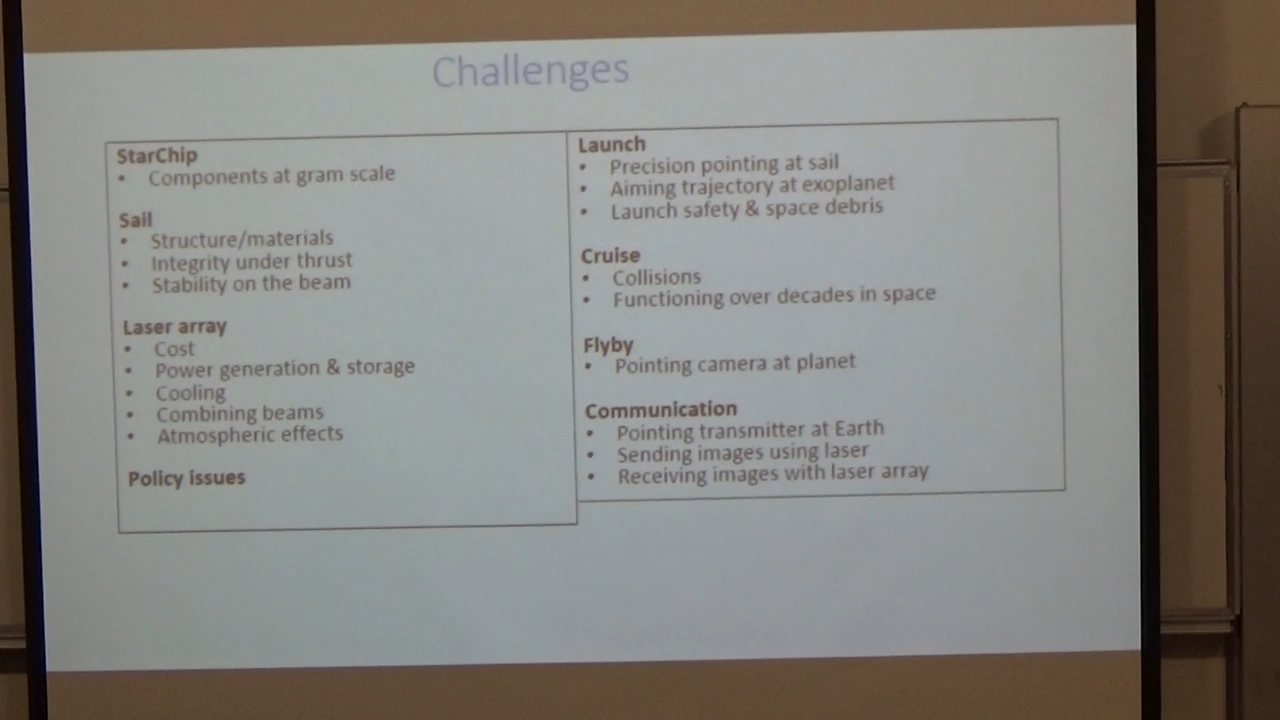 Challenges
StarChip
• Components at gram scale
Sail
• Structure/materials
• Integrity under thrust
• Stability on the beam
Laser array
• Cost
• Power generation & storage
• Cooling
• Combining beams
• Atmospheric effects
Policy issues
Launch
• Precision pointing at sail
• Aiming trajectory at exoplanet
• Launch safety & space debris
Cruise
• Collisions
• Functioning over decades in space
Flyby
• Pointing camera at planet
Communication
• Pointing transmitter at Earth
• Sending images using laser
• Receiving images with laser array